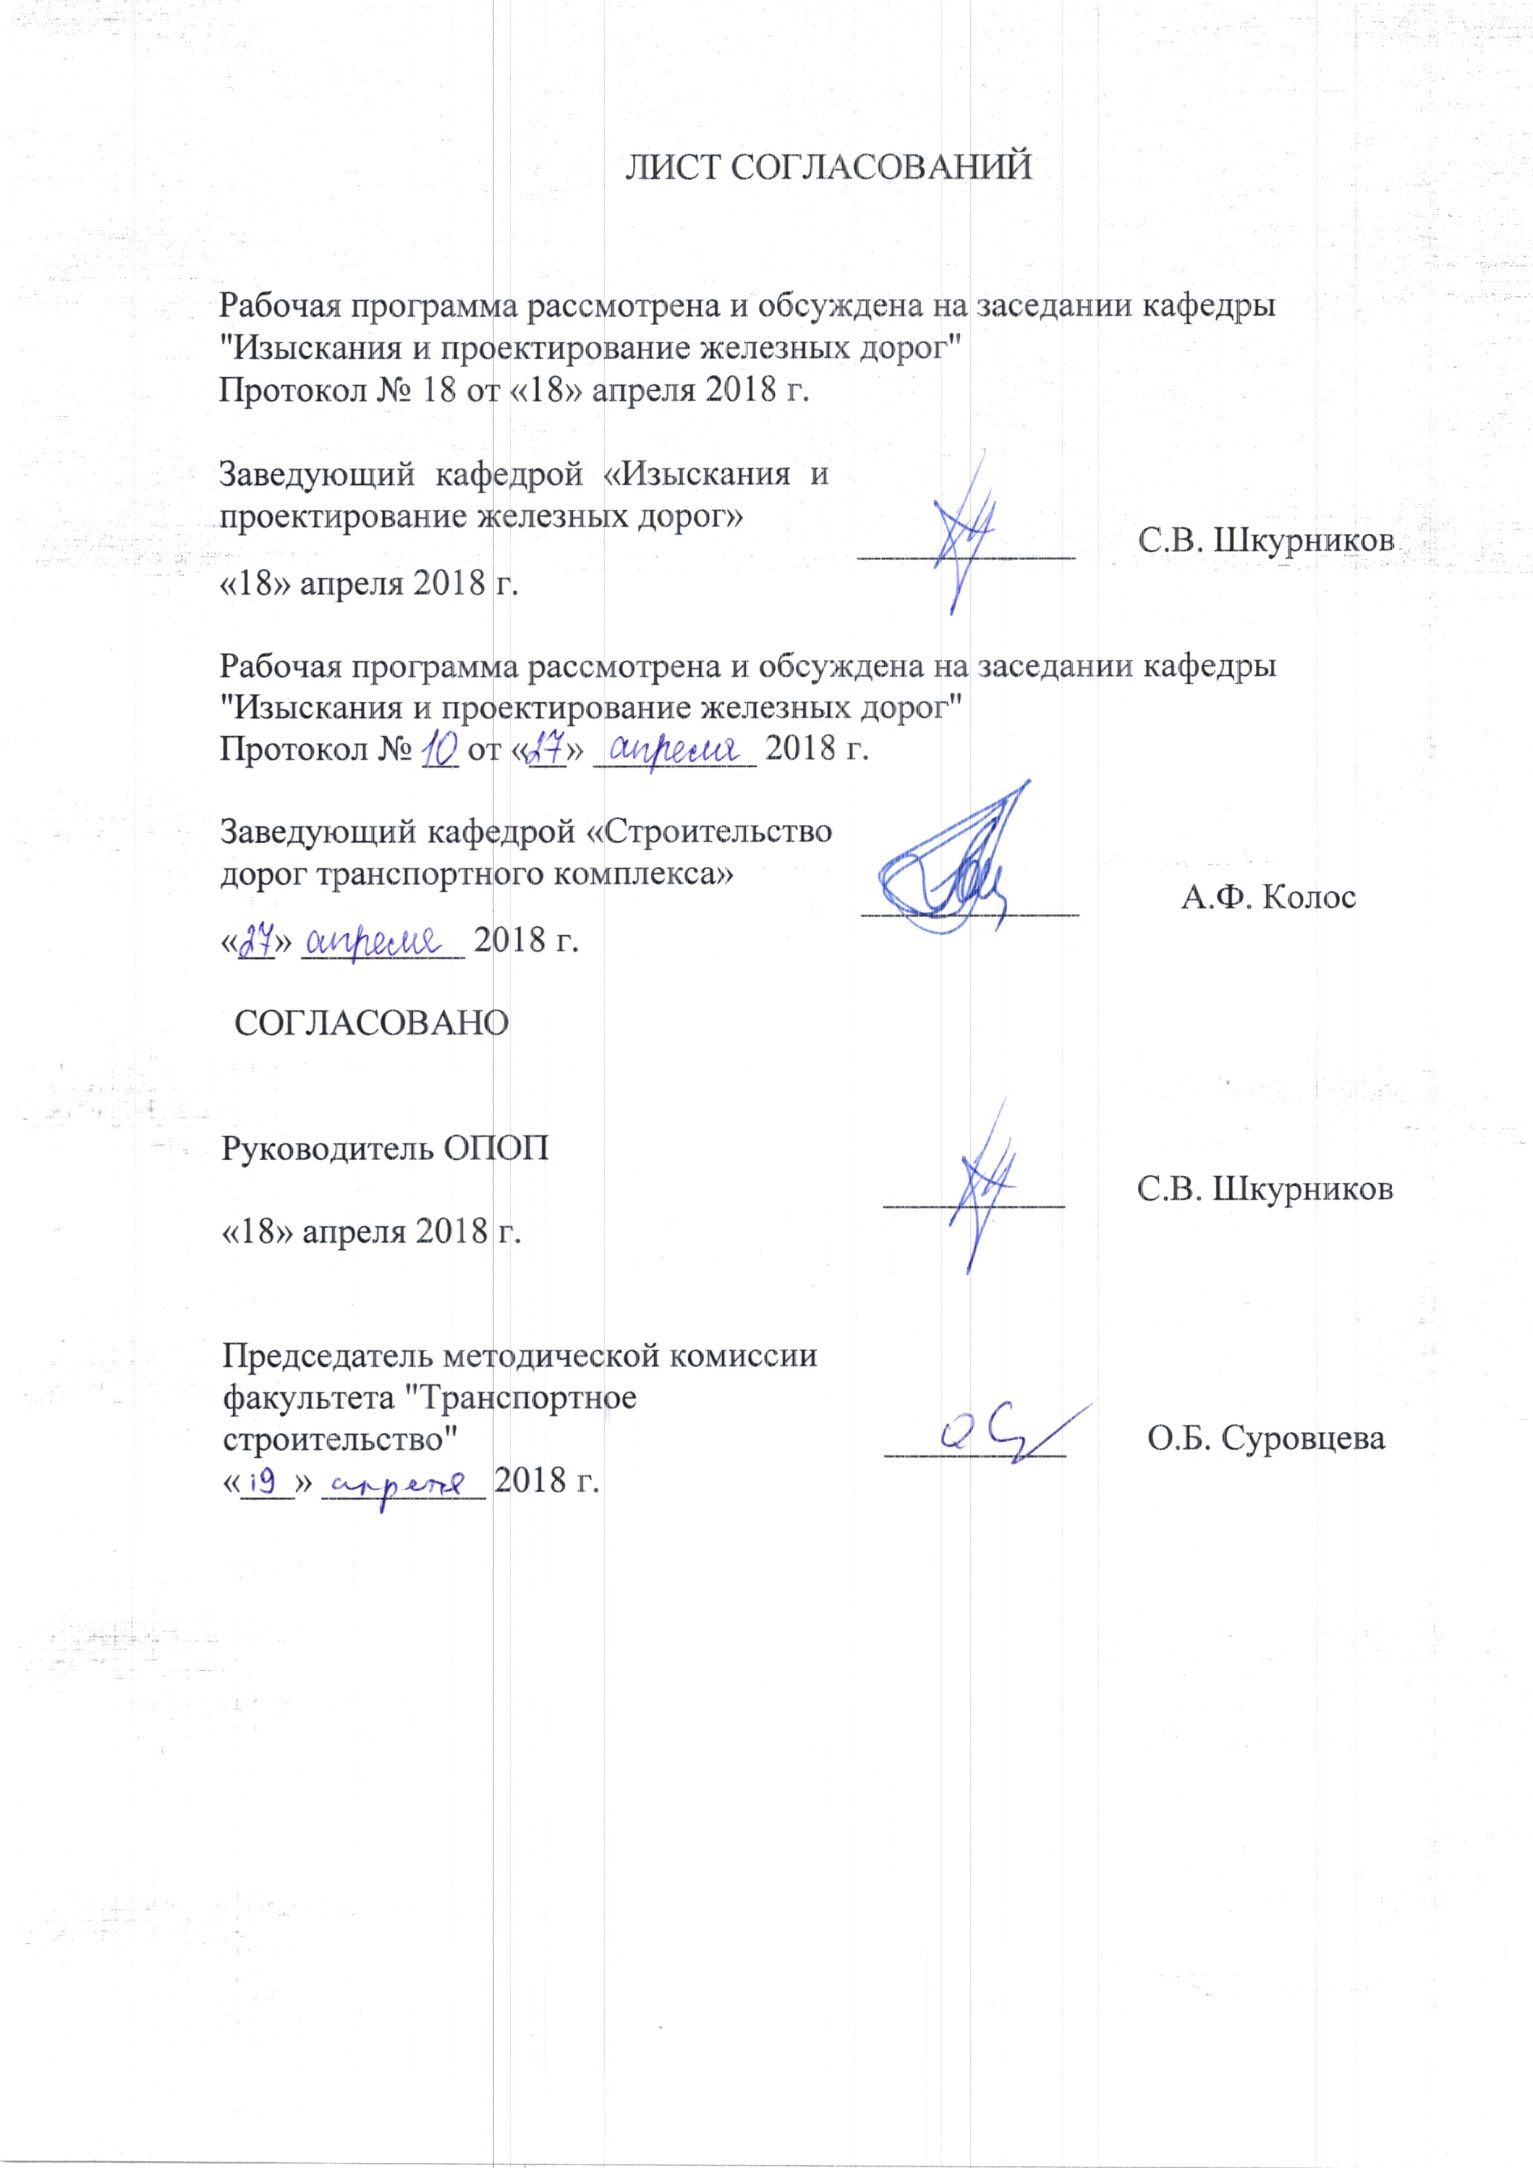 ЛИСТ СОГЛАСОВАНИЙ
Рабочая программа рассмотрена и обсуждена на заседании кафедры
"Изыскания и проектирование железных дорог"
Протокол № 18 от «18» апреля 2018 г.
Заведующий кафедрой «Изыскания и
проектирование железных дорог»
С.В. Шкурников
«18» апреля 2018 г.
Рабочая программа рассмотрена и обсуждена на заседании кафедры
"Изыскания и проектирование железных дорог"
Протокол № 10 от «27» апреля 2018 г.
Заведующий кафедрой «Строительство
дорог транспортного комплекса»
А.Ф. Колос
«27» апреля 2018 г.
СОГЛАСОВАНО
Руководитель ОПОП
С.В. Шкурников
«18» апреля 2018 г.
Председатель методической комиссии
факультета "Транспортное
строительство"
О.Б. Суровцева
«19» апреля 2018 г.